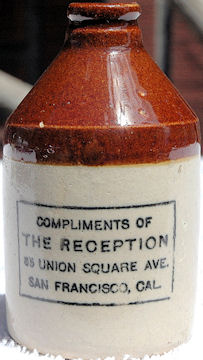 COMPLIMENTS OF
THE RECEPTION
55 UNION SQUARE AVE.
SAN FRANCISCO, CAL.